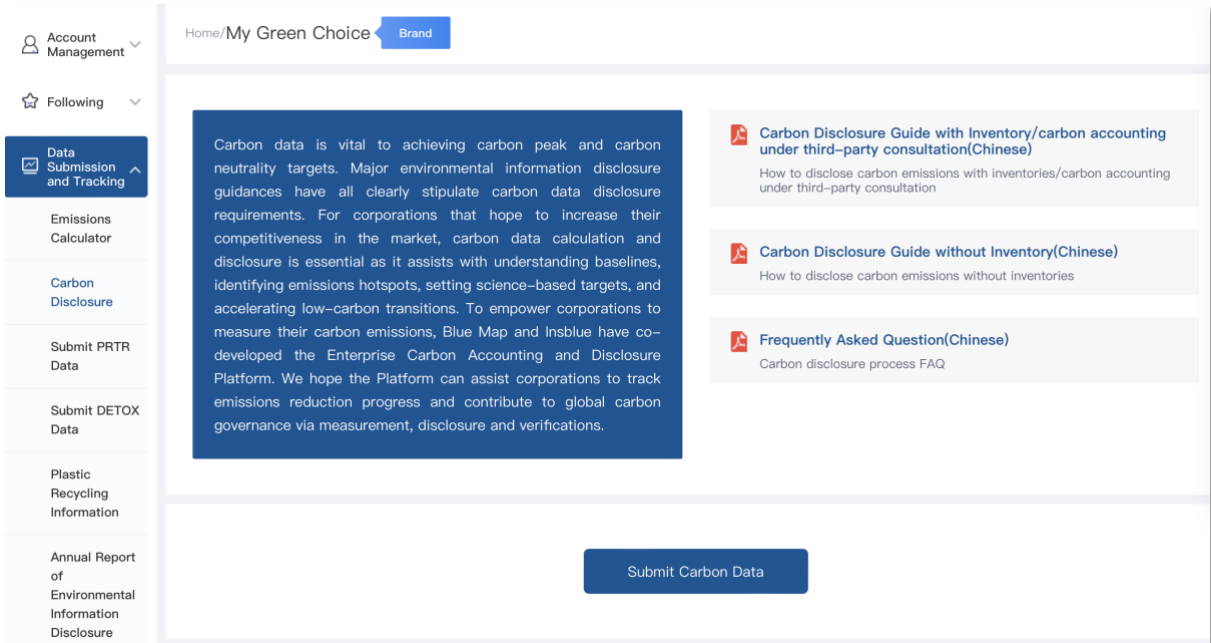 Account
Management
Following
Data
Submission
and Tracking
Emissions
Calculator
Carbon
Disclosure
Submit PRTR
Data
Submit DETOX
Data
Plastic
Recycling
Information
Annual Report
of
Environmental
Information
Disclosure
Home/My Green Choice Brand
Carbon data is vital to achieving carbon peak and carbon
neutrality targets. Major environmental information disclosure
guidances have all clearly stipulate carbon data disclosure
requirements. For corporations that hope to increase their
competitiveness in the market, carbon data calculation and
disclosure is essential as it assists with understanding baselines,
identifying emissions hotspots, setting science-based targets, and
accelerating low-carbon transitions. To empower corporations to
measure their carbon emissions, Blue Map and Insblue have co-
developed the Enterprise Carbon Accounting and Disclosure
Platform. We hope the Platform can assist corporations to track
emissions reduction progress and contribute to global carbon
governance via measurement, disclosure and verifications.
Carbon Disclosure Guide with Inventory/carbon accounting
under third-party consultation(Chinese)
How to disclose carbon emissions with inventories/carbon accounting
under third-party consultation
Carbon Disclosure Guide without Inventory(Chinese)
How to disclose carbon emissions without inventories
Frequently Asked Question(Chinese)
Carbon disclosure process FAQ
Submit Carbon Data